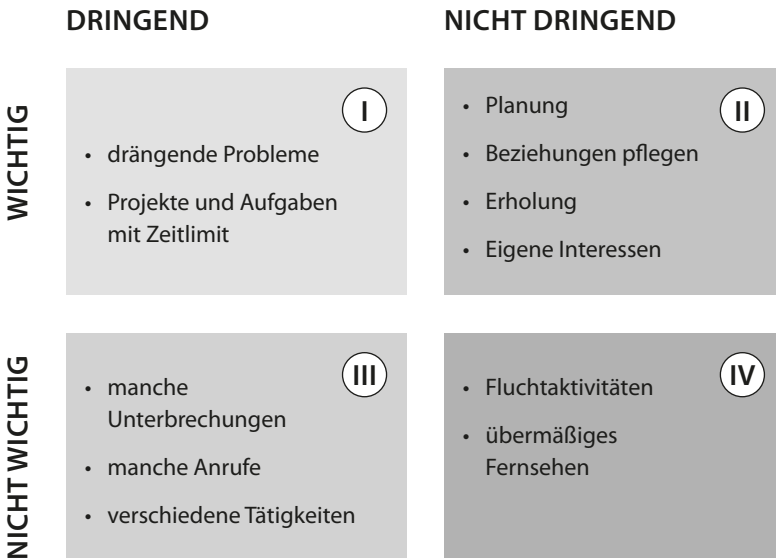 DRINGEND
NICHT DRINGEND
WICHTIG
I
• drängende Probleme
• Projekte und Aufgaben
mit Zeitlimit
II
• Planung
• Beziehungen pflegen
• Erholung
• Eigene Interessen
NICHT WICHTIG
III
• manche
Unterbrechungen
• manche Anrufe
• verschiedene Tätigkeiten
IV
• Fluchtaktivitäten
• übermäßiges
Fernsehen